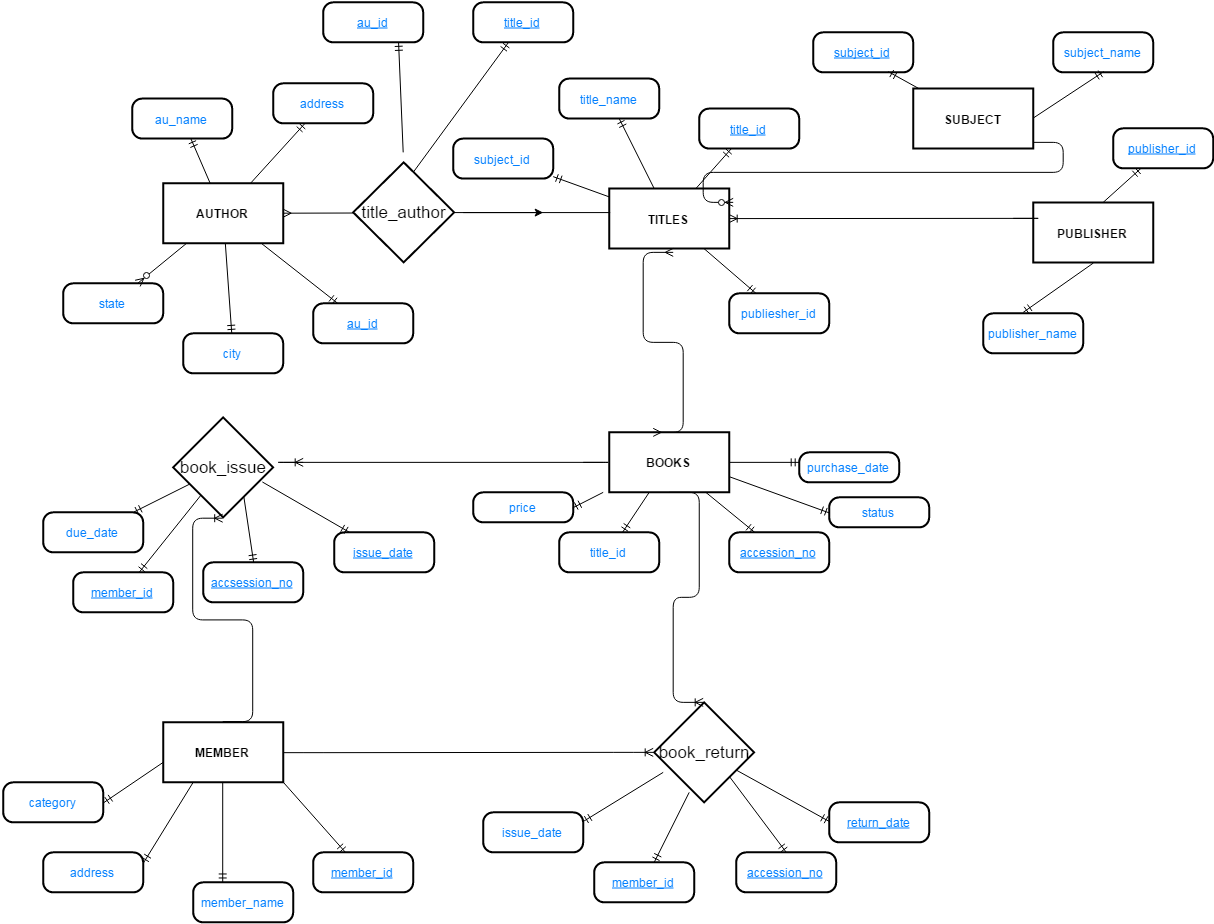 au_id
title_id
subject_id
subject_name
address
title_name
SUBJECT
au_name
title_id
publisher_id
subject_id
AUTHOR
title_author
TITLES
PUBLISHER
state
au_id
publiesher_id
city
publisher_name
book_issue
BOOKS
purchase_date
price
status
due_date
issue_date
title_id
accession_no
member_id
accsession_no
MEMBER
book_return
category
issue_date
return_date
address
member_id
member_id
accession_no
member_name